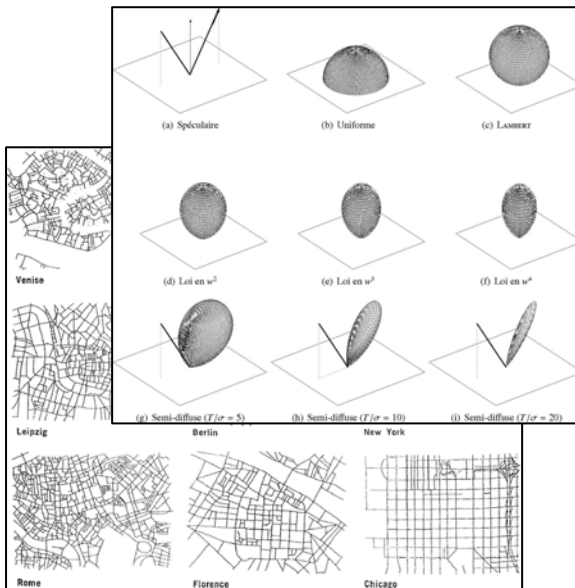 (a) Spéculaire
(b) Uniforme
(c) LAMBERT
(d) Loi en w²
(e) Loi en w³
(f) Loi en w⁴
(g) Semi-diffuse (T/σ = 5)
(h) Semi-diffuse (T/σ = 10)
(i) Semi-diffuse (T/σ = 20)
Venise
Leipzig
Berlin
New York
Rome
Florence
Chicago